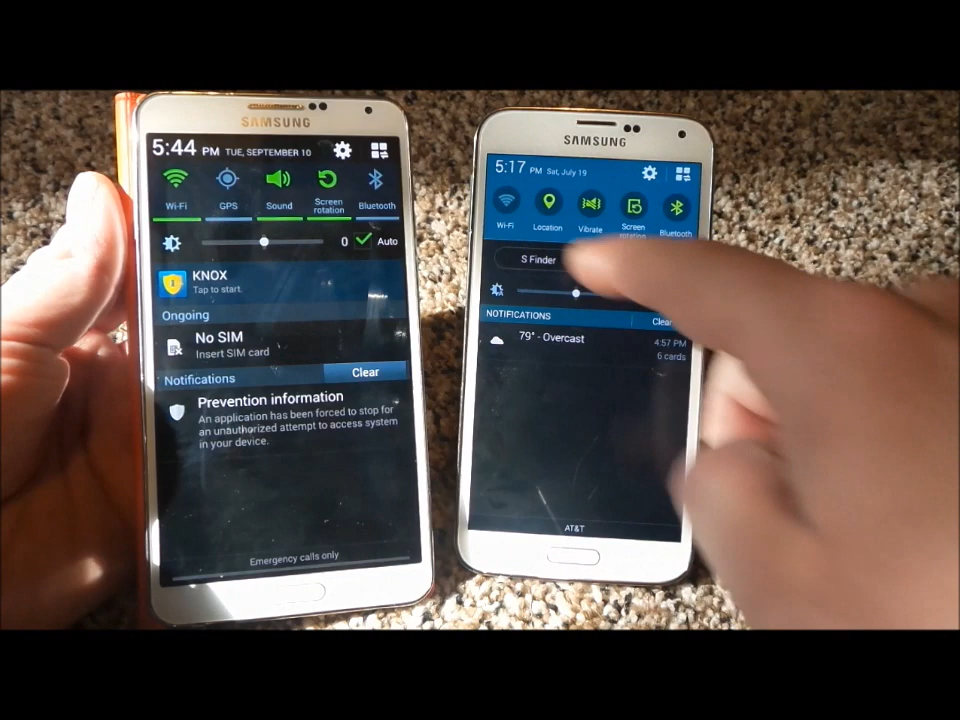 SAMSUNG
5:44 PM TUE, SEPTEMBER 10
Wi-Fi GPS Sound Screen rotation Bluetooth
0 Auto
KNOX
Tap to start.
Ongoing
No SIM
Insert SIM card
Notifications Clear
Prevention information
An application has been forced to stop for
an unauthorized attempt to access system
in your device.
Emergency calls only
SAMSUNG
5:17 PM Sat, July 19
Wi-Fi Location Vibrate Screen rotation Bluetooth
S Finder
NOTIFICATIONS Clear
79° - Overcast 4:57 PM
6 cards
AT&T